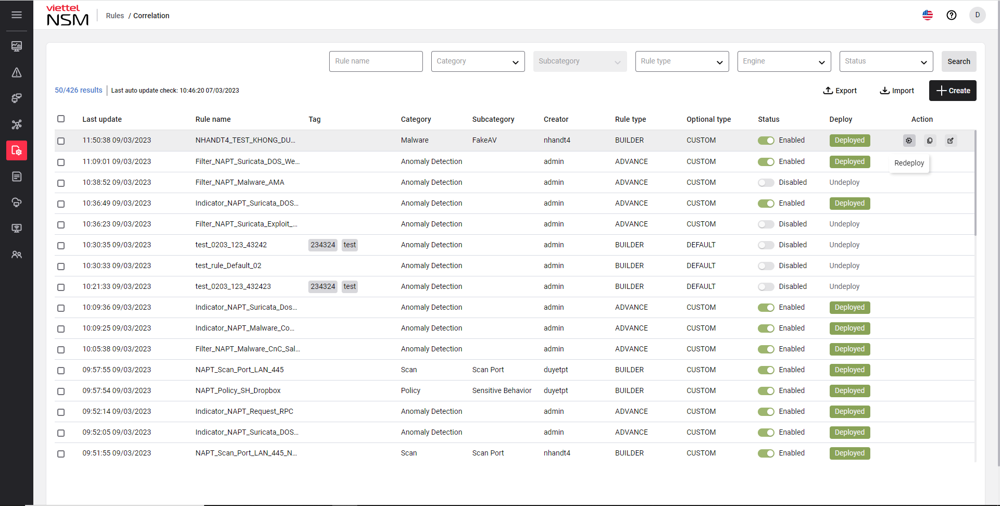 viettel
NSM
Rules / Correlation
D
Rule name
Category
Subcategory
Rule type
Engine
Status
Search
50/426 results
Last auto update check: 10:46:20 07/03/2023
Export
Import
Create
Last update Rule name Tag Category Subcategory Creator Rule type Optional type Status Deploy Action
11:50:38 09/03/2023 NHANDT4_TEST_KHONG_DU... Malware FakeAV nhandt4 BUILDER CUSTOM Enabled Deployed
11:09:01 09/03/2023 Filter_NAPT_Suricata_DOS_We... Anomaly Detection admin ADVANCE CUSTOM Enabled Deployed
Redeploy
10:38:52 09/03/2023 Filter_NAPT_Malware_AMA Anomaly Detection admin ADVANCE CUSTOM Disabled Undeploy
10:36:49 09/03/2023 Indicator_NAPT_Suricata_DOS... Anomaly Detection admin ADVANCE CUSTOM Enabled Deployed
10:36:23 09/03/2023 Filter_NAPT_Suricata_Exploit_... Anomaly Detection admin ADVANCE CUSTOM Disabled Undeploy
10:30:35 09/03/2023 test_0203_123_43242 234324 test Anomaly Detection admin BUILDER DEFAULT Disabled Undeploy
10:30:33 09/03/2023 test_rule_Default_02 Anomaly Detection admin BUILDER DEFAULT Disabled Undeploy
10:21:33 09/03/2023 test_0203_123_432423 234324 test Anomaly Detection admin BUILDER DEFAULT Disabled Undeploy
10:09:36 09/03/2023 Indicator_NAPT_Suricata_Dos... Anomaly Detection admin ADVANCE CUSTOM Enabled Deployed
10:09:25 09/03/2023 Indicator_NAPT_Malware_Co... Anomaly Detection admin ADVANCE CUSTOM Enabled Deployed
10:05:38 09/03/2023 Filter_NAPT_Malware_CnC_Sal... Anomaly Detection admin ADVANCE CUSTOM Enabled Deployed
09:57:55 09/03/2023 NAPT_Scan_Port_LAN_445 Scan Scan Port duyetpt BUILDER CUSTOM Enabled Deployed
09:57:54 09/03/2023 NAPT_Policy_SH_Dropbox Policy Sensitive Behavior duyetpt BUILDER CUSTOM Enabled Deployed
09:52:14 09/03/2023 Indicator_NAPT_Request_RPC Anomaly Detection admin ADVANCE CUSTOM Enabled Deployed
09:52:05 09/03/2023 Indicator_NAPT_Suricata_DOS... Anomaly Detection admin ADVANCE CUSTOM Enabled Deployed
09:51:55 09/03/2023 NAPT_Scan_Port_LAN_445_N... Scan Scan Port nhandt4 BUILDER CUSTOM Enabled Deployed